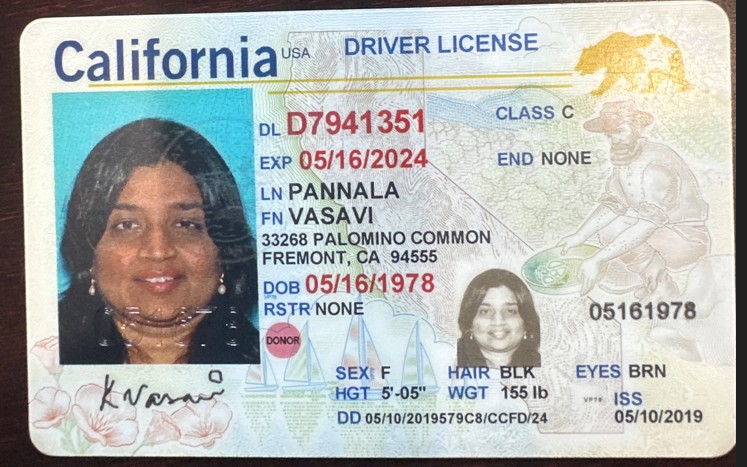 California USA DRIVER LICENSE
DL D7941351 CLASS C
EXP 05/16/2024 END NONE
LN PANNALA
FN VASAVI
33268 PALOMINO COMMON
FREMONT, CA 94555
DOB 05/16/1978
RSTR NONE 05161978
DONOR
SEX F HAIR BLK EYES BRN
HGT 5'-05" WGT 155 lb ISS
DD 05/10/2019579C8/CCFD/24 05/10/2019
K Vasavi